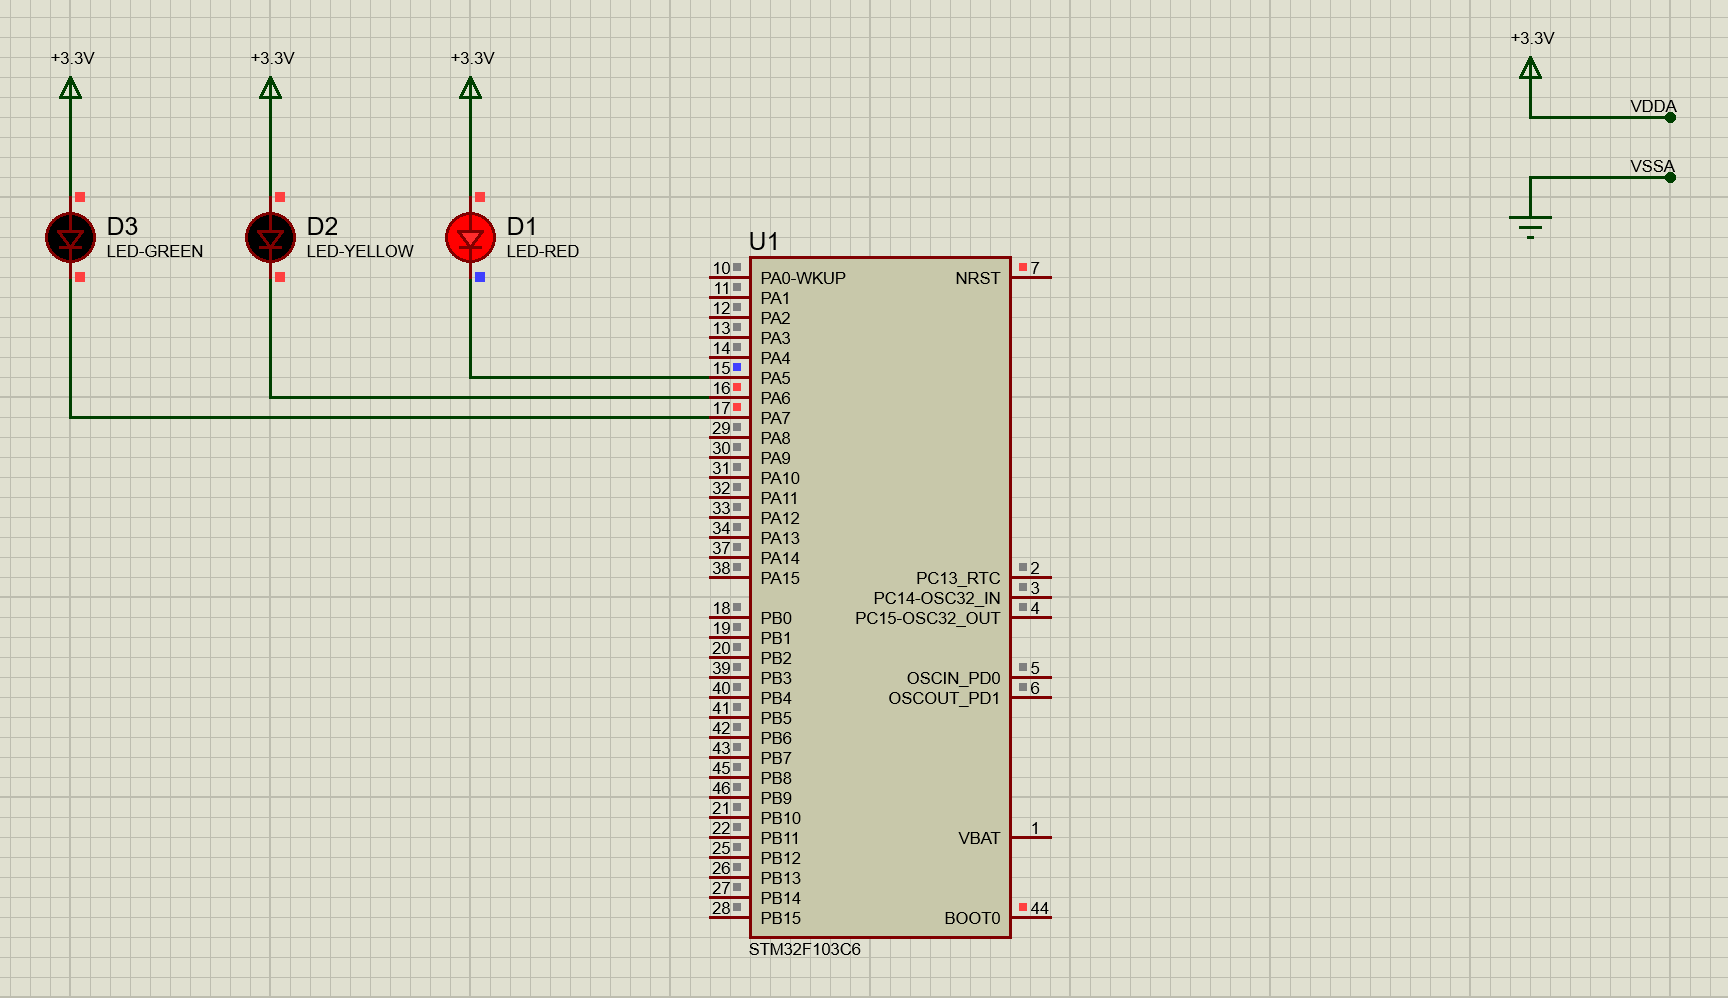 +3.3V
+3.3V
+3.3V
+3.3V
VDDA
VSSA
D3
LED-GREEN
D2
LED-YELLOW
D1
LED-RED
U1
10 PA0-WKUP NRST 7
11 PA1
12 PA2
13 PA3
14 PA4
15 PA5
16 PA6
17 PA7
29 PA8
30 PA9
31 PA10
32 PA11
33 PA12
34 PA13
37 PA14
38 PA15 PC13_RTC 2
PC14-OSC32_IN 3
18 PB0 PC15-OSC32_OUT 4
19 PB1
20 PB2
39 PB3 OSCIN_PD0 5
40 PB4 OSCOUT_PD1 6
41 PB5
42 PB6
43 PB7
45 PB8
46 PB9
21 PB10
22 PB11 VBAT 1
25 PB12
26 PB13
27 PB14
28 PB15 BOOT0 44
STM32F103C6